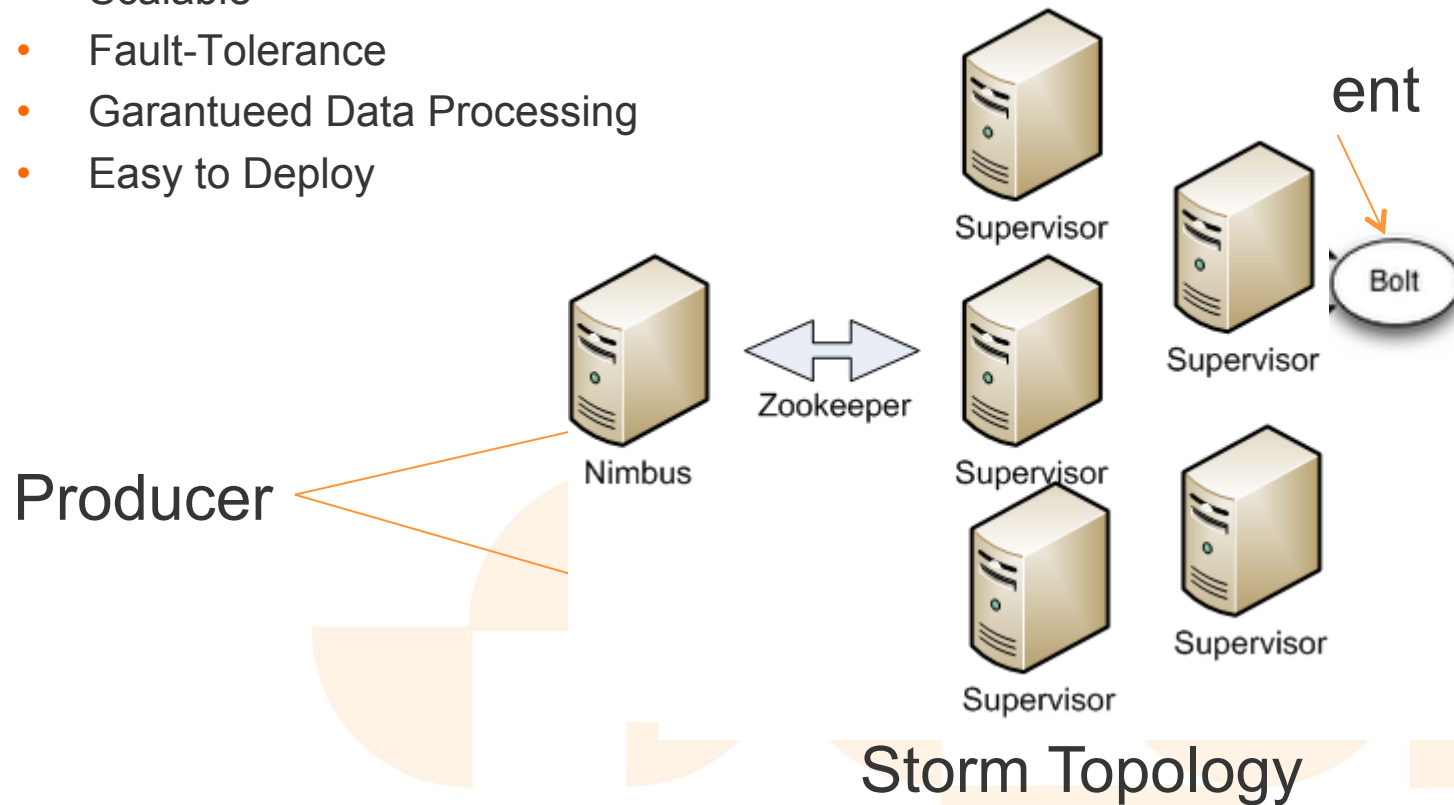 Scalable
Fault-Tolerance
Garantueed Data Processing
Easy to Deploy
ent
Supervisor
Bolt
Supervisor
Zookeeper
Nimbus
Supervisor
Producer
Supervisor
Supervisor
Storm Topology